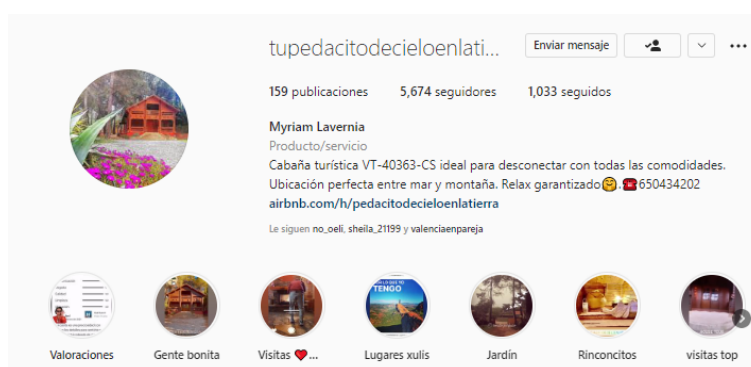 tupedacitodecieloenlati... Enviar mensaje
159 publicaciones 5,674 seguidores 1,033 seguidos
Myriam Lavernia
Producto/servicio
Cabaña turística VT-40363-CS ideal para desconectar con todas las comodidades.
Ubicación perfecta entre mar y montaña. Relax garantizado🤗.☎️650434202
airbnb.com/h/pedacitodecieloenlatierra
Le siguen no_oeli, sheila_21199 y valenciaenpareja
TENGO
Valoraciones Gente bonita Visitas ❤️... Lugares xulis Jardín Rinconcitos visitas top